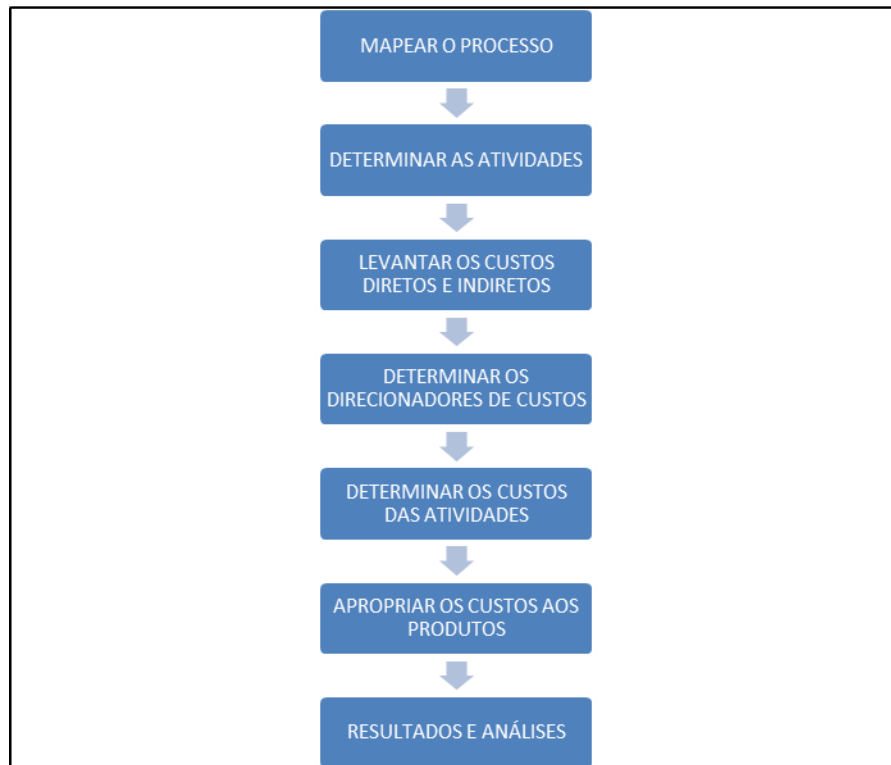 MAPEAR O PROCESSO
DETERMINAR AS ATIVIDADES
LEVANTAR OS CUSTOS
DIRETOS E INDIRETOS
DETERMINAR OS
DIRECIONADORES DE CUSTOS
DETERMINAR OS CUSTOS
DAS ATIVIDADES
APROPRIAR OS CUSTOS AOS
PRODUTOS
RESULTADOS E ANÁLISES